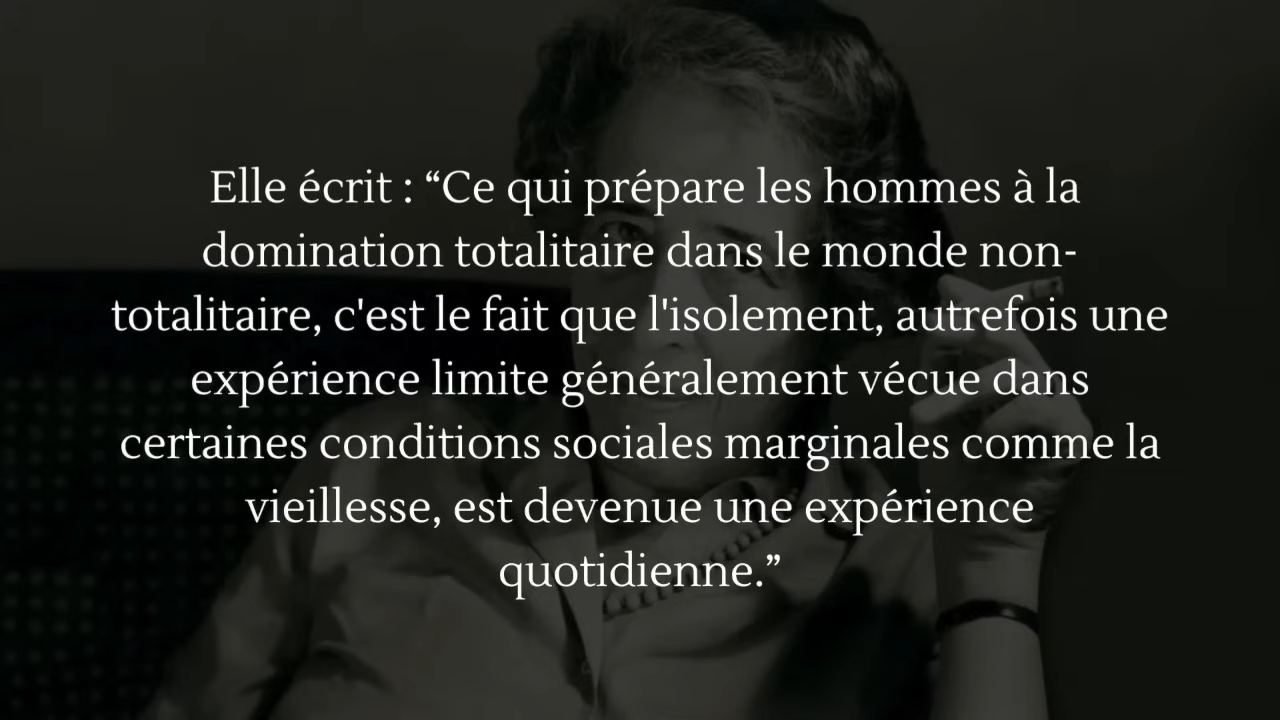 Elle écrit : “Ce qui prépare les hommes à la
domination totalitaire dans le monde non-
totalitaire, c'est le fait que l'isolement, autrefois une
expérience limite généralement vécue dans
certaines conditions sociales marginales comme la
vieillesse, est devenue une expérience
quotidienne.”